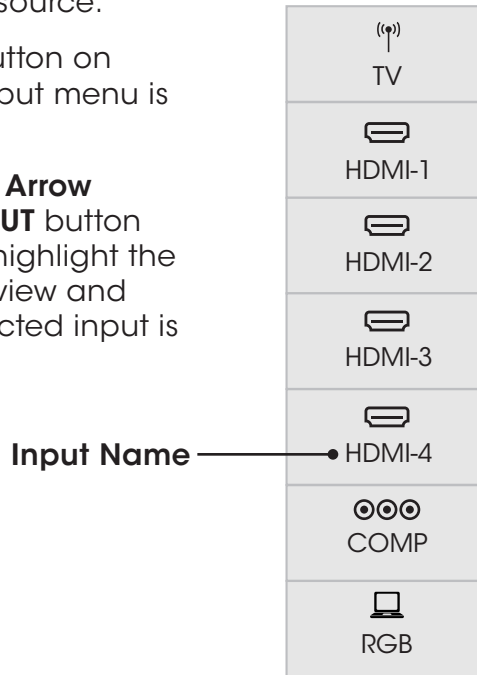 source.
utton on
put menu is
Arrow
UT button
highlight the
view and
cted input is
Input Name
TV
HDMI-1
HDMI-2
HDMI-3
HDMI-4
COMP
RGB